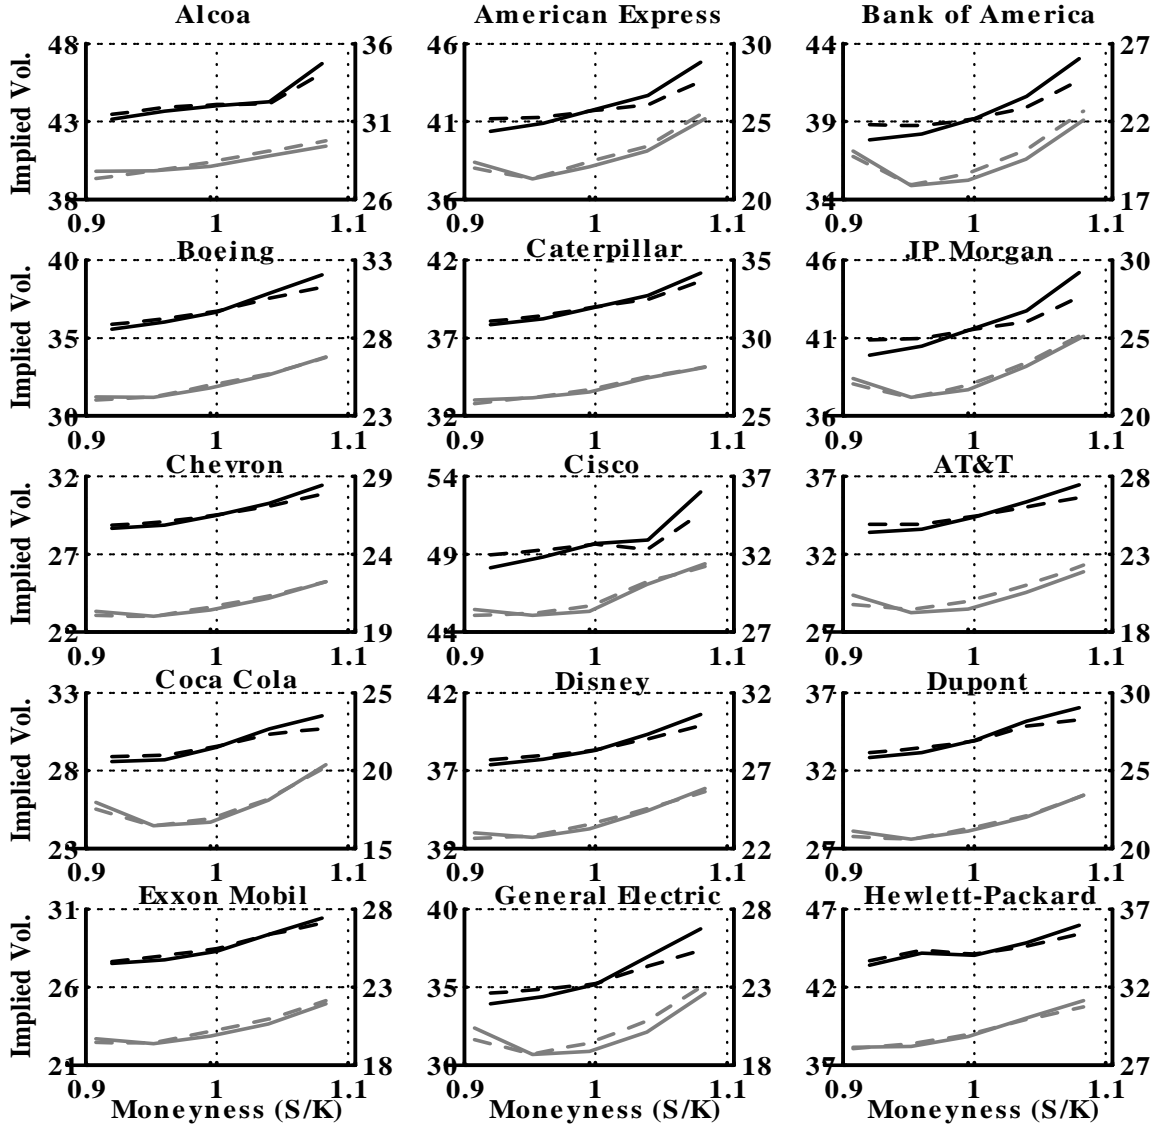 Alcoa American Express Bank of America
48 36 46 30 44 27
Implied Vol.
43 31 41 25 39 22
38 26 36 20 34 17
0.9 1 1.1 0.9 1 1.1 0.9 1 1.1
Boeing Caterpillar JP Morgan
40 33 42 35 46 30
Implied Vol.
35 28 37 30 41 25
30 23 32 25 36 20
0.9 1 1.1 0.9 1 1.1 0.9 1 1.1
Chevron Cisco AT&T
32 29 54 37 37 28
Implied Vol.
27 24 49 32 32 23
22 19 44 27 27 18
0.9 1 1.1 0.9 1 1.1 0.9 1 1.1
Coca Cola Disney Dupont
33 25 42 32 37 30
Implied Vol.
28 20 37 27 32 25
23 15 32 22 27 20
0.9 1 1.1 0.9 1 1.1 0.9 1 1.1
Exxon Mobil General Electric Hewlett-Packard
31 28 40 28 47 37
Implied Vol.
26 23 35 23 42 32
21 18 30 18 37 27
0.9 1 1.1 0.9 1 1.1 0.9 1 1.1
Moneyness (S/K) Moneyness (S/K) Moneyness (S/K)